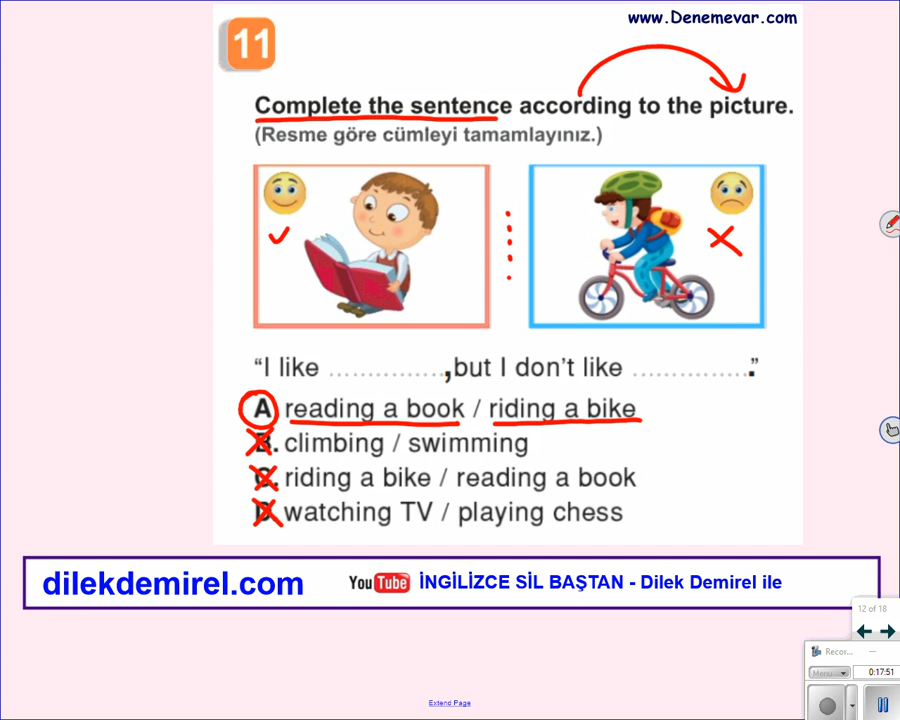 www.Denemevar.com
11
Complete the sentence according to the picture.
(Resme göre cümleyi tamamlayınız.)
“I like ................, but I don’t like ................”
A reading a book / riding a bike
B. climbing / swimming
C. riding a bike / reading a book
D. watching TV / playing chess
dilekdemirel.com
YouTube İNGİLİZCE SİL BAŞTAN - Dilek Demirel ile
12 of 18
Recor...
Menu
0:17:51
Extend Page